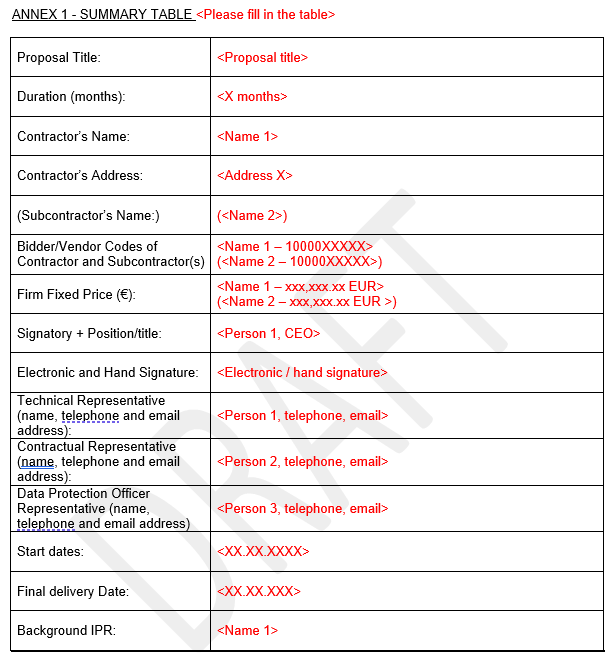 ANNEX 1 - SUMMARY TABLE <Please fill in the table>
Proposal Title: <Proposal title>
Duration (months): <X months>
Contractor's Name: <Name 1>
Contractor's Address: <Address X>
(Subcontractor's Name:) (<Name 2>)
Bidder/Vendor Codes of
Contractor and Subcontractor(s)
<Name 1 – 10000XXXXX>
(<Name 2 – 10000XXXXX>)
Firm Fixed Price (€):
<Name 1 – xxx,xxx.xx EUR>
(<Name 2 – xxx,xxx.xx EUR >)
Signatory + Position/title: <Person 1, CEO>
Electronic and Hand Signature: <Electronic / hand signature>
Technical Representative
(name, telephone and email
address):
<Person 1, telephone, email>
Contractual Representative
(name, telephone and email
address):
<Person 2, telephone, email>
Data Protection Officer
Representative (name,
telephone and email address)
<Person 3, telephone, email>
Start dates: <XX.XX.XXXX>
Final delivery Date: <XX.XX.XXX>
Background IPR: <Name 1>
DRAFT